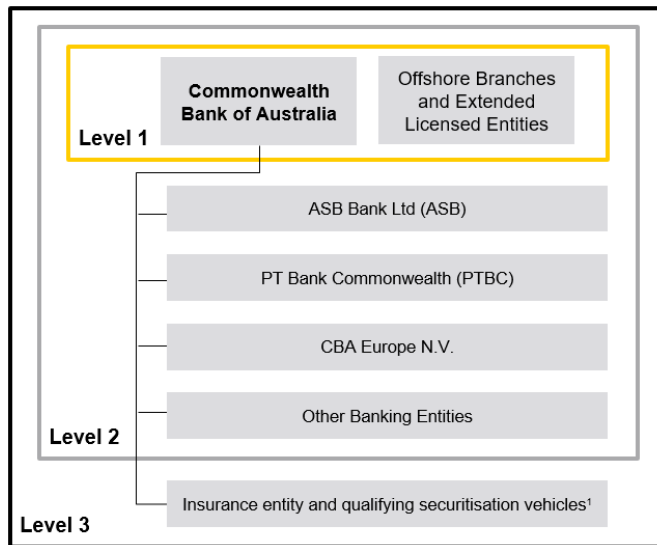 Commonwealth
Bank of Australia
Offshore Branches
and Extended
Licensed Entities
Level 1
ASB Bank Ltd (ASB)
PT Bank Commonwealth (PTBC)
CBA Europe N.V.
Other Banking Entities
Level 2
Insurance entity and qualifying securitisation vehicles¹
Level 3